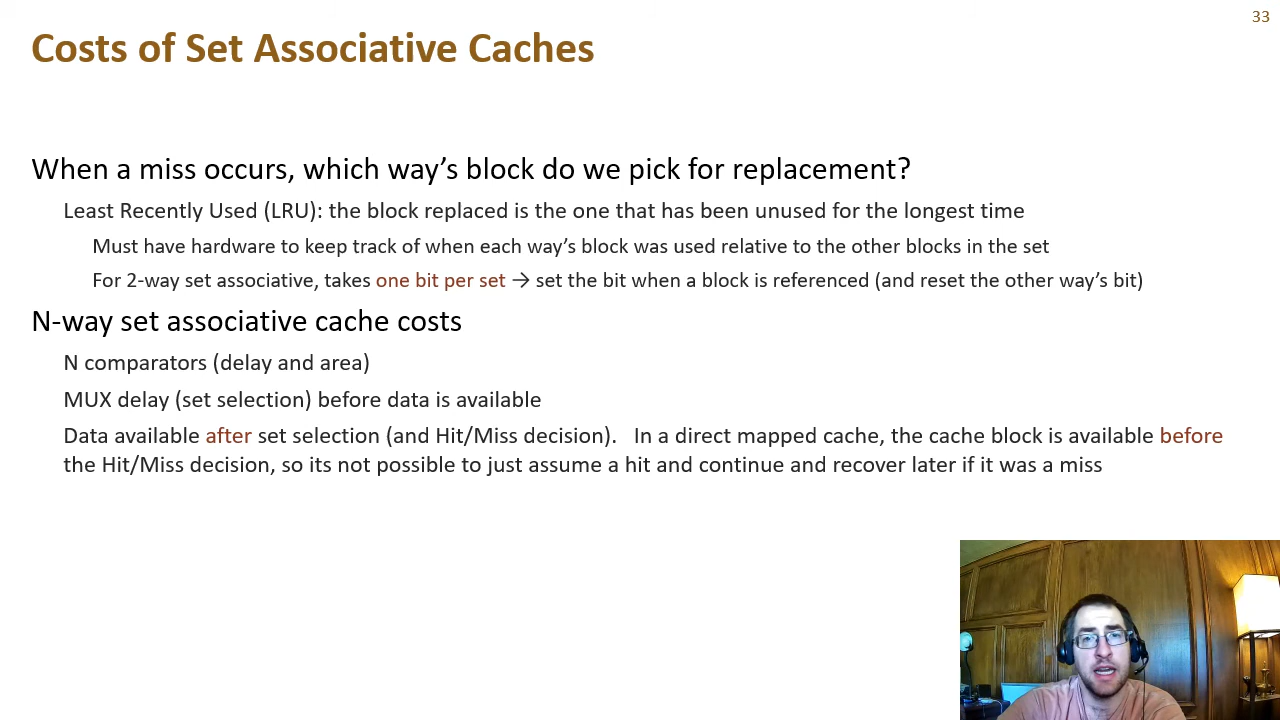 33
Costs of Set Associative Caches
When a miss occurs, which way’s block do we pick for replacement?
Least Recently Used (LRU): the block replaced is the one that has been unused for the longest time
Must have hardware to keep track of when each way’s block was used relative to the other blocks in the set
For 2-way set associative, takes one bit per set → set the bit when a block is referenced (and reset the other way’s bit)
N-way set associative cache costs
N comparators (delay and area)
MUX delay (set selection) before data is available
Data available after set selection (and Hit/Miss decision). In a direct mapped cache, the cache block is available before
the Hit/Miss decision, so its not possible to just assume a hit and continue and recover later if it was a miss